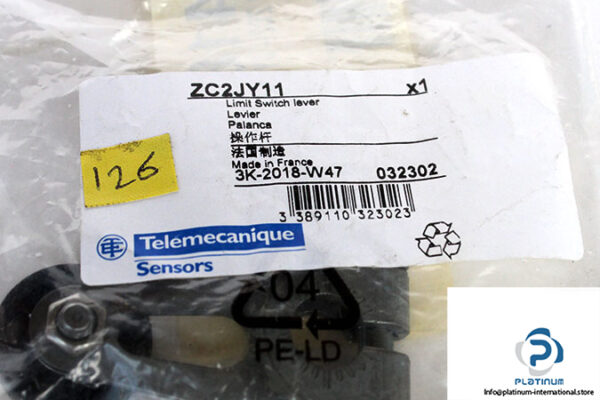 ZC2JY11 x1
Limit Switch lever
Levier
Palanca
操作杆
法国制造
Made in France
3K-2018-W47 032302
3 389110 323023
126
Telemecanique
Sensors
04
PE-LD
PLATINUM
Info@platinum-international.store